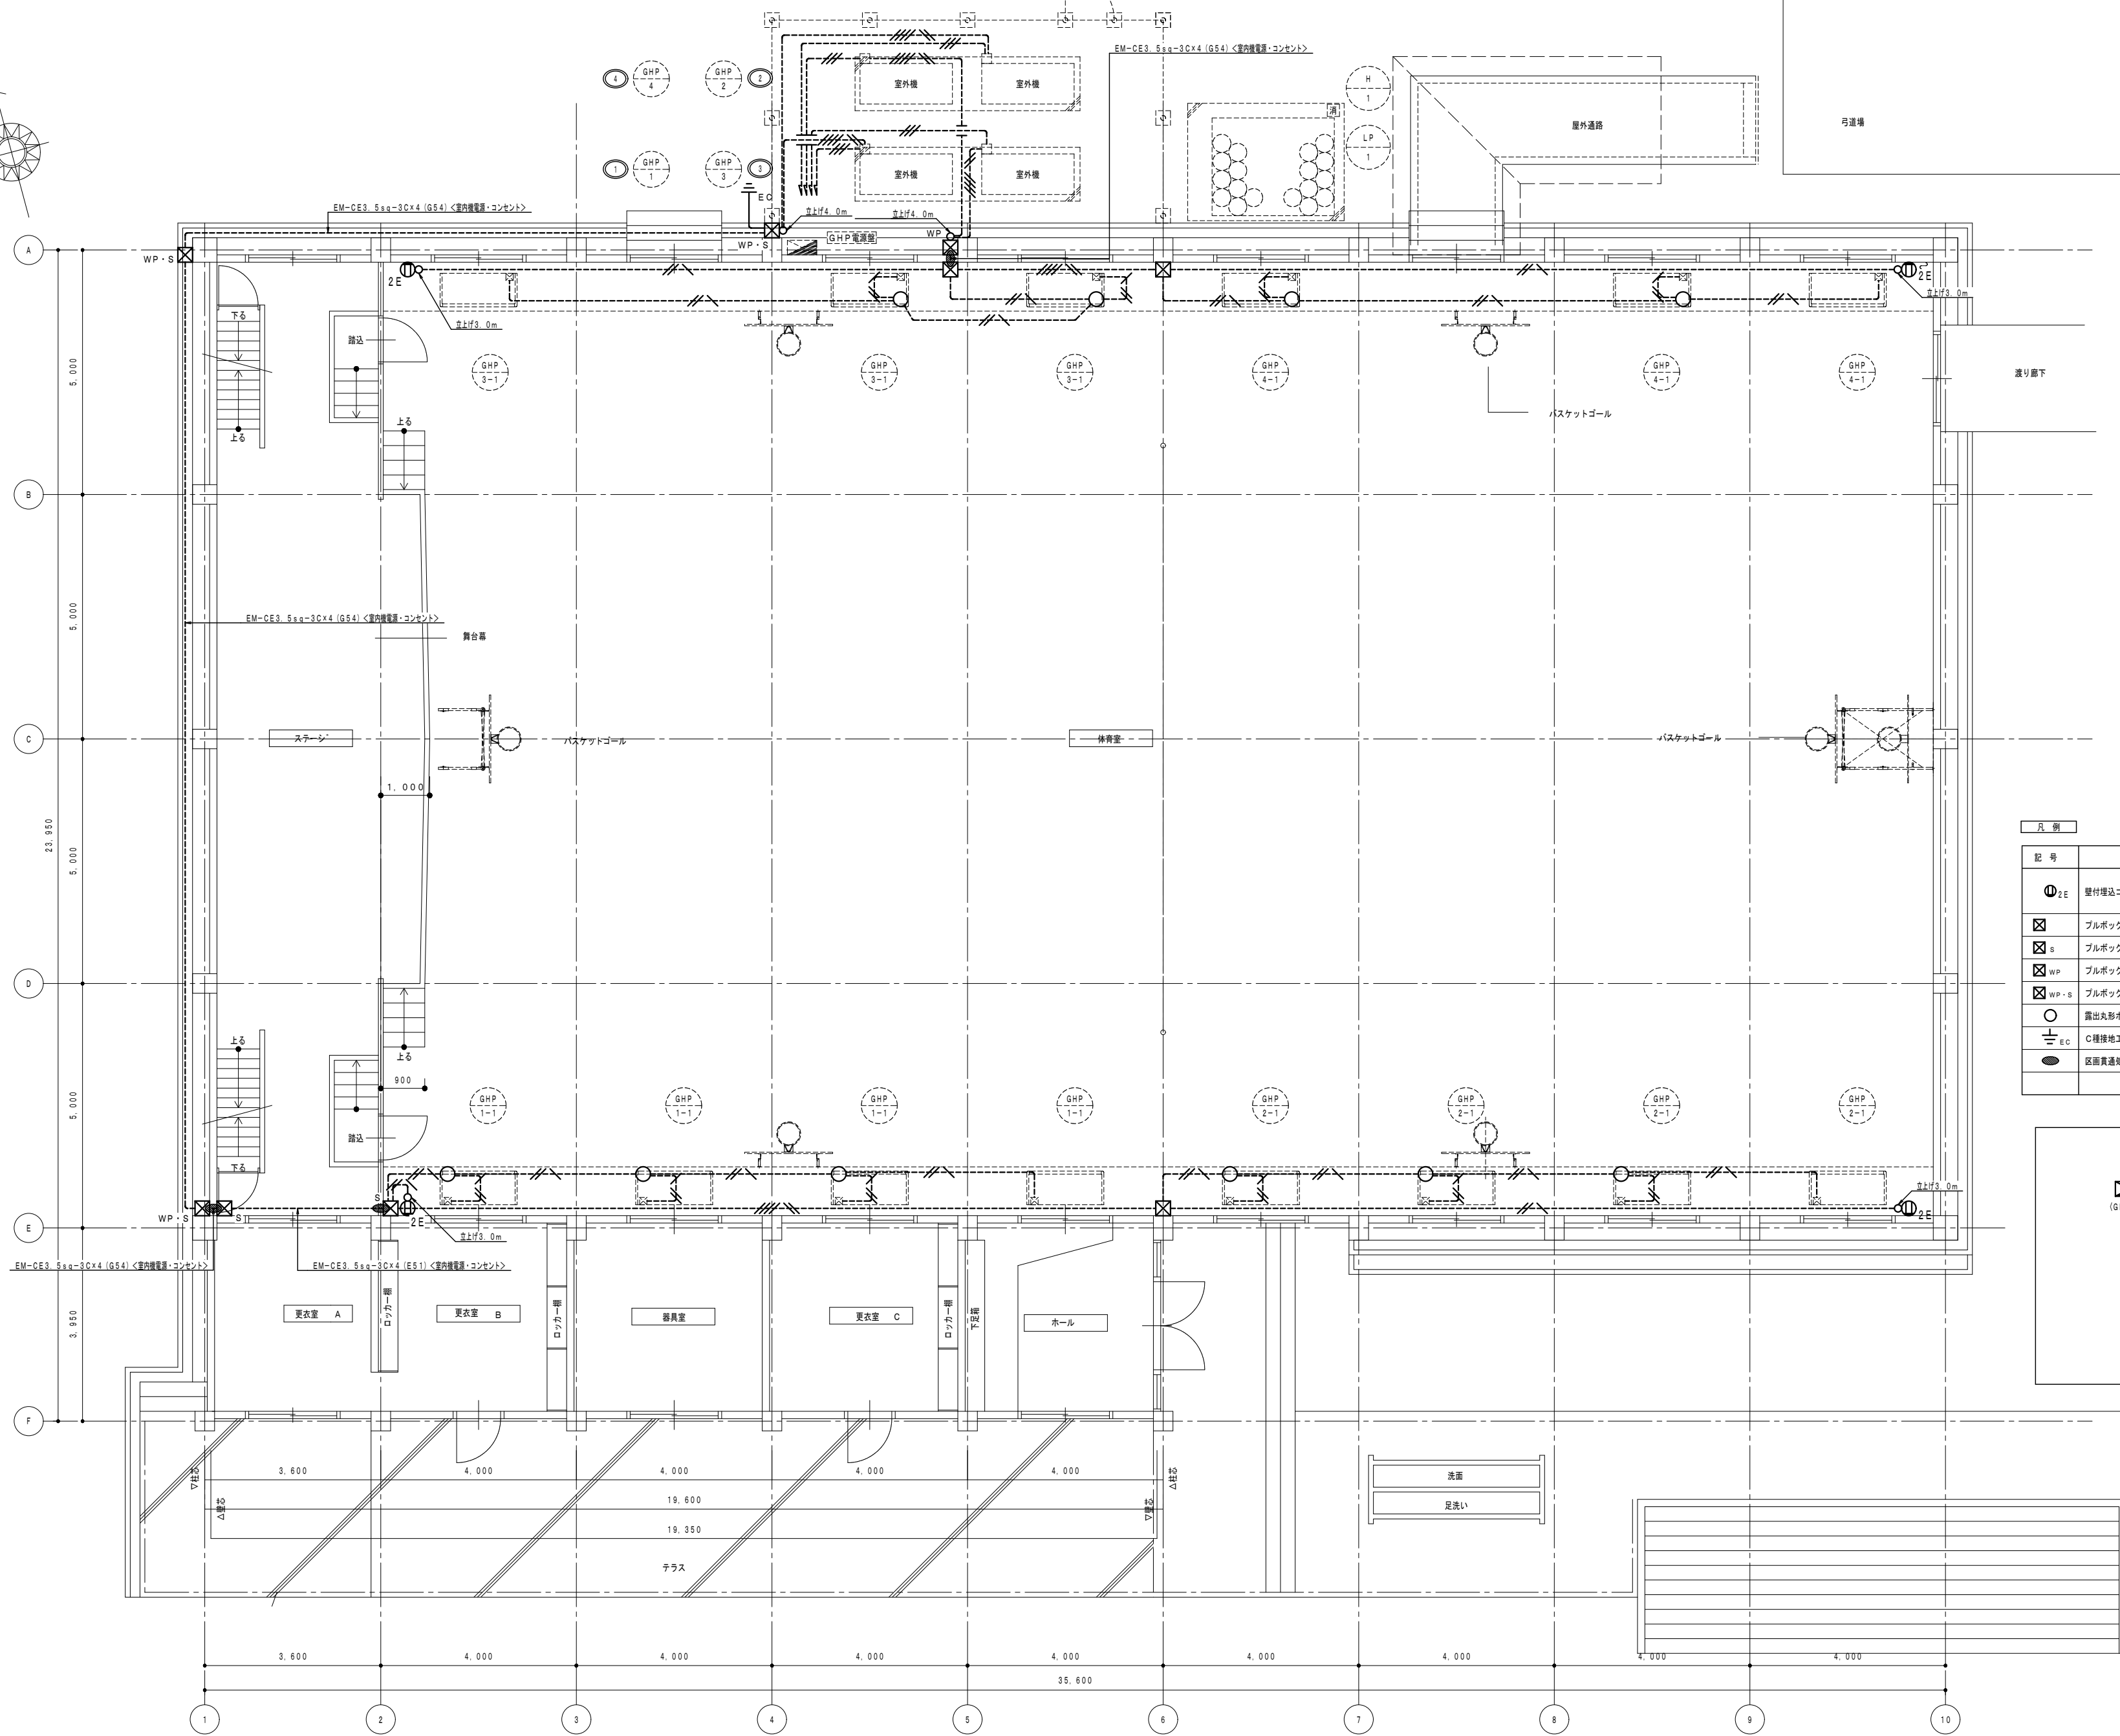 EM-CE3.5sq-3C×4(G54)<室内機電源・コンセント>
4
GHP
4
GHP
2
2
室外機
室外機
H
1
消
屋外通路
弓道場
LP
1
1
GHP
1
GHP
3
3
室外機
室外機
EC
EM-CE3.5sq-3C×4(G54)<室内機電源・コンセント>
立上げ4.0m
立上げ4.0m
WP・S
GHP電源盤
WP
A
WP・S
2E
2E
立上げ3.0m
下る
踏込
立上げ3.0m
5,000
GHP
3-1
GHP
3-1
GHP
3-1
GHP
4-1
GHP
4-1
GHP
4-1
渡り廊下
バスケットゴール
上る
上る
B
5,000
EM-CE3.5sq-3C×4(G54)<室内機電源・コンセント>
舞台幕
C
ステージ
バスケットゴール
体育室
バスケットゴール
1,000
23,950
5,000
凡 例
記 号
2E
壁付埋込コ
プルボック
S
プルボック
WP
プルボック
WP・S
プルボック
露出丸形ボ
EC
C種接地工
区画貫通処
D
上る
上る
900
5,000
GHP
1-1
GHP
1-1
GHP
1-1
GHP
1-1
GHP
2-1
GHP
2-1
GHP
2-1
GHP
2-1
踏込
下る
S
立上げ3.0m
WP・S
S
2E
2E
(G
E
立上げ3.0m
EM-CE3.5sq-3C×4(G54)<室内機電源・コンセント>
EM-CE3.5sq-3C×4(E51)<室内機電源・コンセント>
3,950
更衣室 A
ロッカー棚
更衣室 B
ロッカー棚
器具室
更衣室 C
ロッカー棚
下足箱
ホール
F
▽柱芯
3,600
4,000
4,000
4,000
4,000
△柱芯
洗面
△壁芯
19,600
▽壁芯
足洗い
19,350
テラス
3,600
4,000
4,000
4,000
4,000
4,000
4,000
4,000
4,000
35,600
1
2
3
4
5
6
7
8
9
10